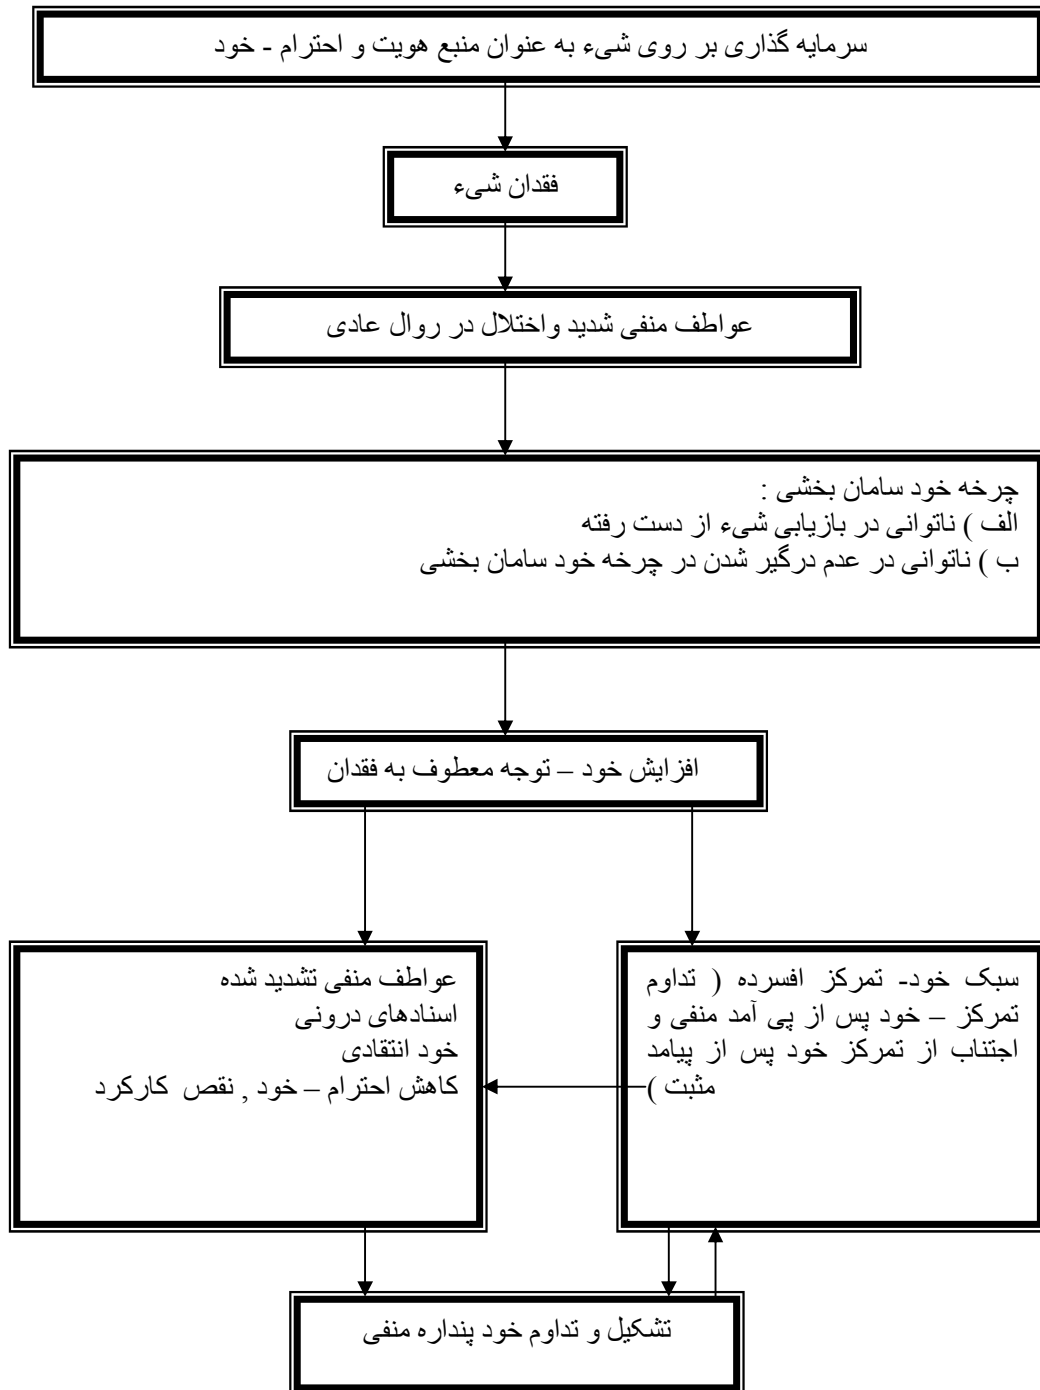 سرمایه گذاری بر روی شیء به عنوان منبع هویت و احترام - خود
فقدان شیء
عواطف منفی شدید واختلال در روال عادی
چرخه خود سامان بخشی :
الف ) ناتوانی در بازیابی شیء از دست رفته
ب ) ناتوانی در عدم درگیر شدن در چرخه خود سامان بخشی
افزایش خود – توجه معطوف به فقدان
سبک خود- تمرکز افسرده ( تداوم
تمرکز – خود پس از پی آمد منفی و
اجتناب از تمرکز خود پس از پیامد
مثبت )
عواطف منفی تشدید شده
اسنادهای درونی
خود انتقادی
کاهش احترام – خود , نقص کارکرد
تشکیل و تداوم خود پنداره منفی